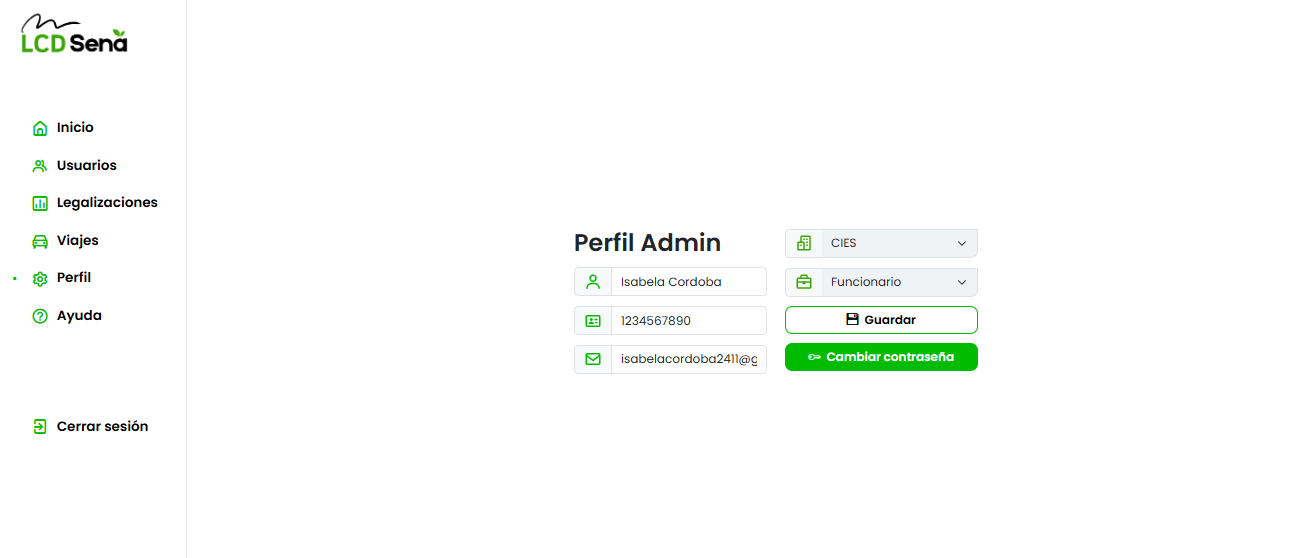 LCD Sena
Inicio
Usuarios
Legalizaciones
Viajes
Perfil
Ayuda
Cerrar sesión
Perfil Admin
Isabela Cordoba
1234567890
isabelacordoba2411@g
CIES
Funcionario
Guardar
Cambiar contraseña